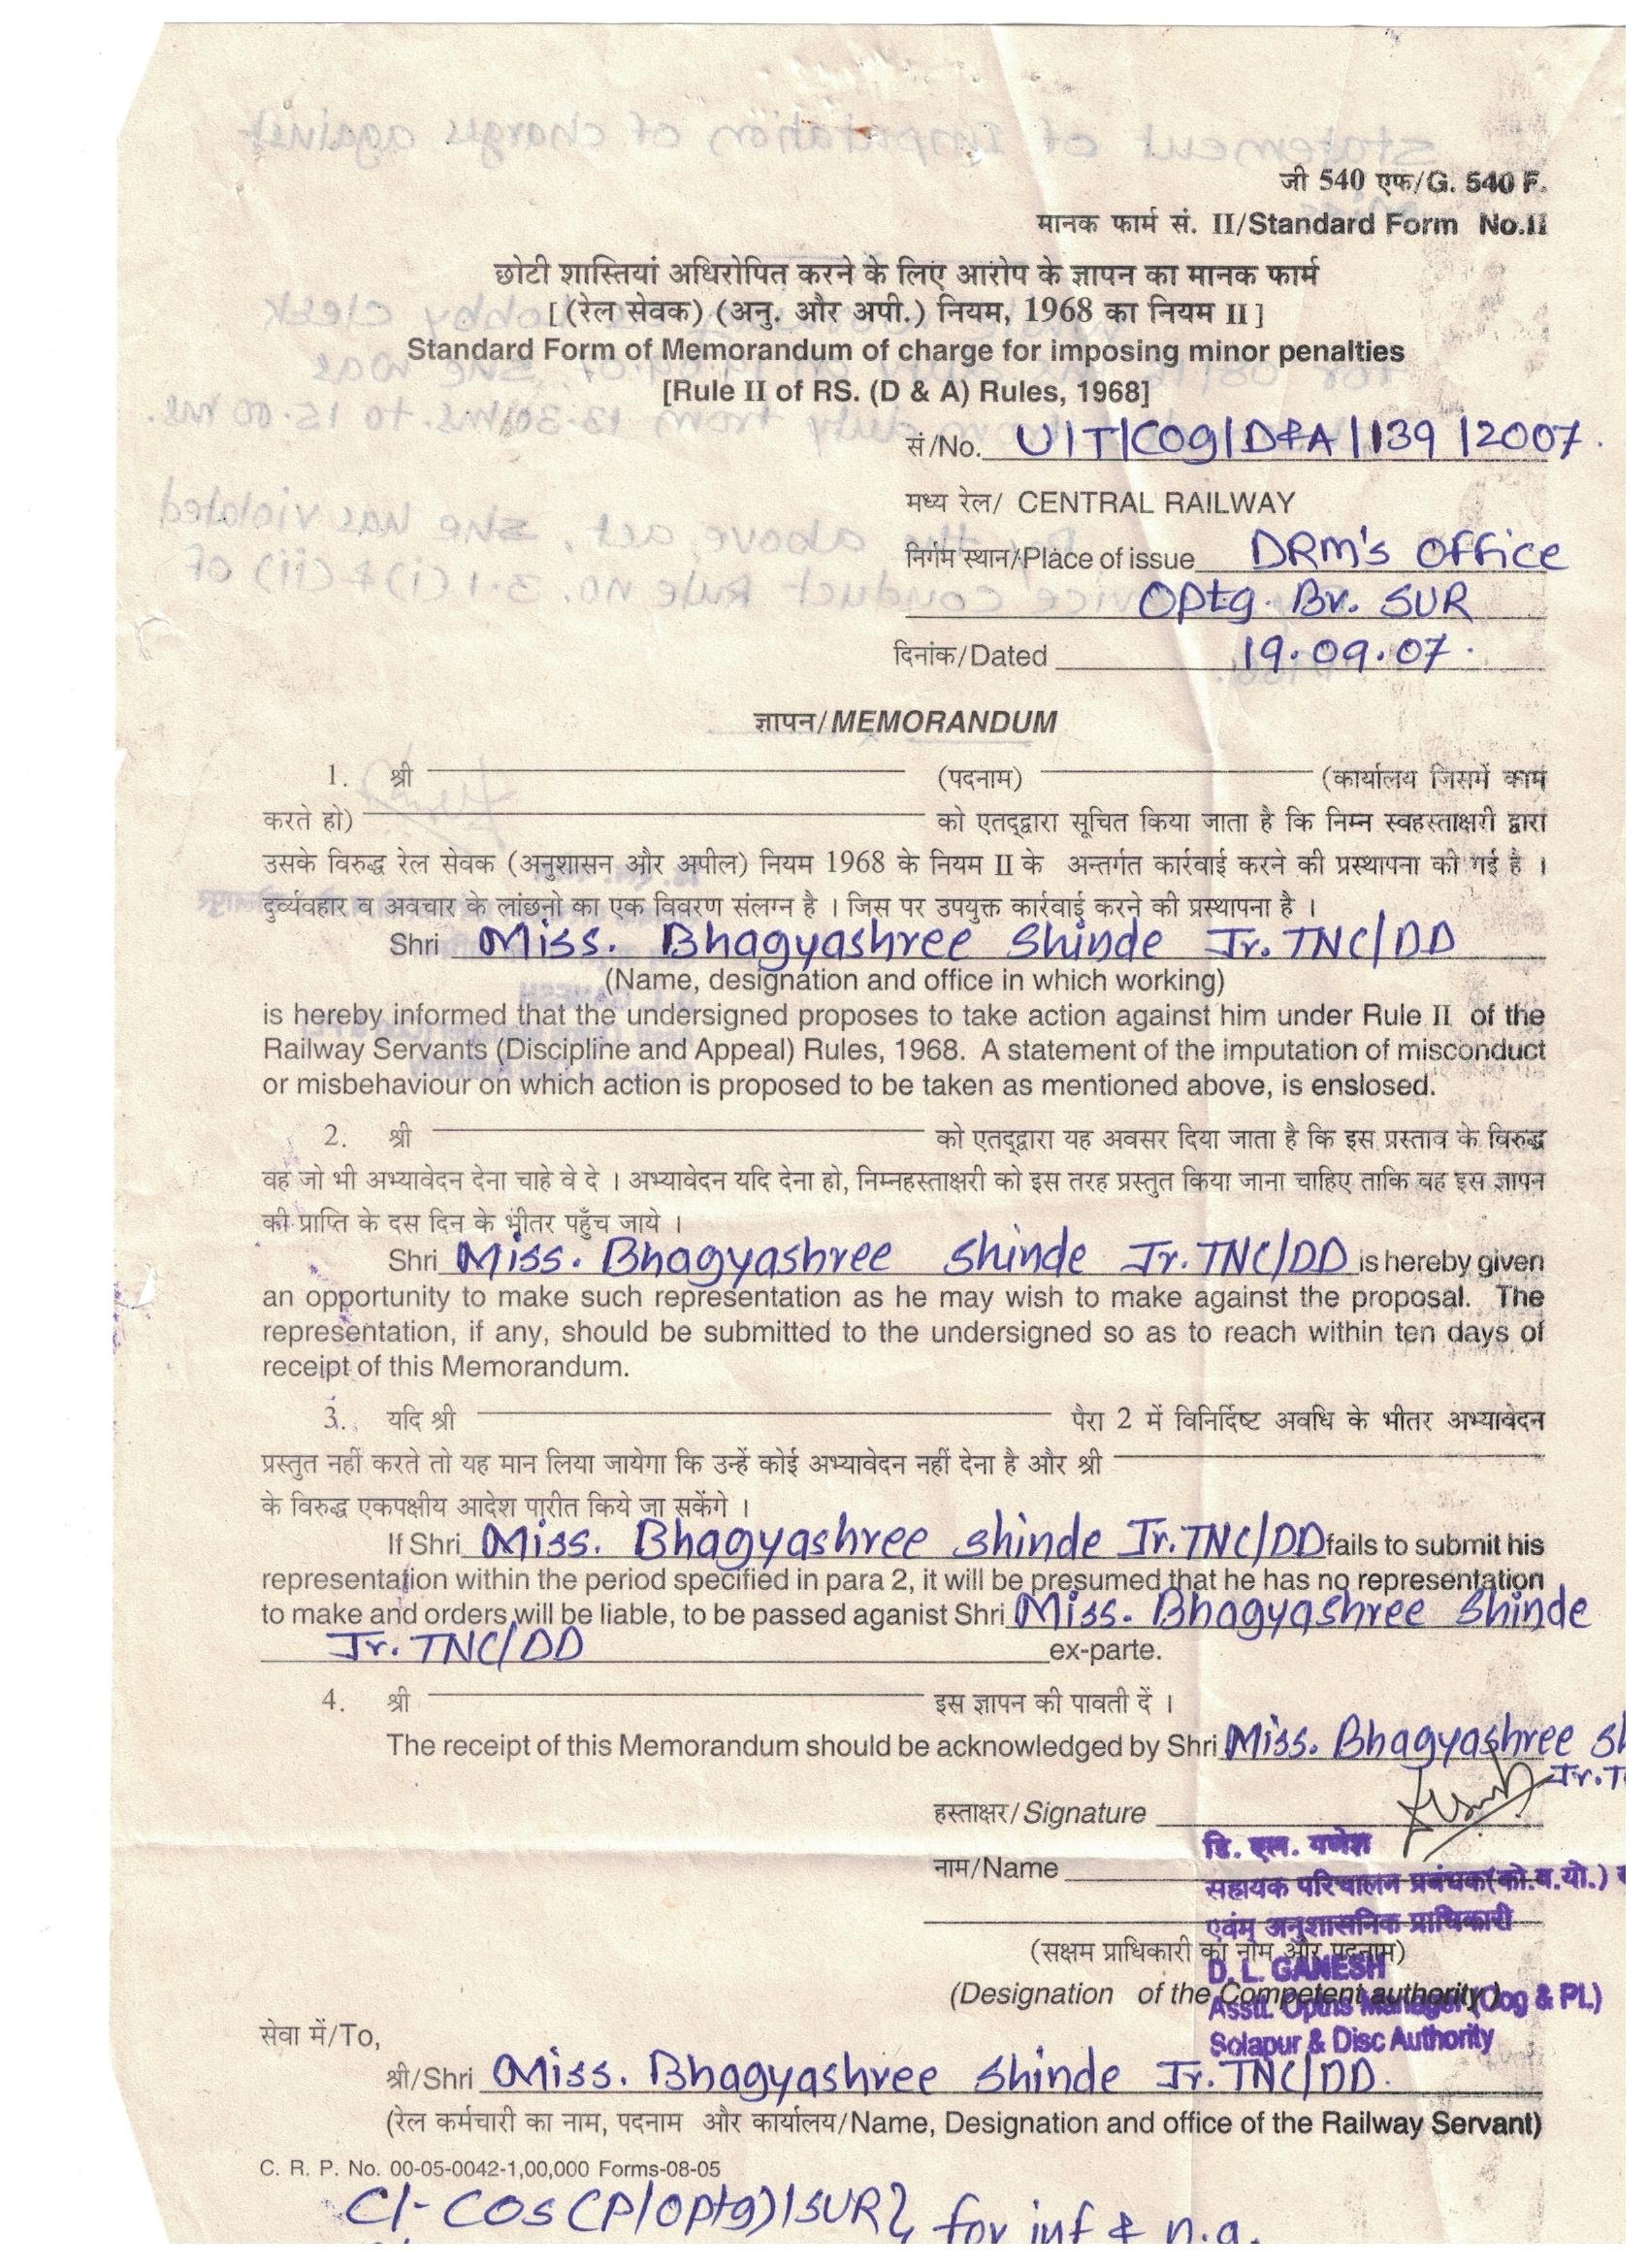 statement of Imputation of charges against
जी 540 एफ/G. 540 F.
मानक फार्म सं. II/Standard Form No.II
छोटी शास्तियां अधिरोपित करने के लिए आरोप के ज्ञापन का मानक फार्म
[(रेल सेवक) (अनु. और अपी.) नियम, 1968 का नियम II]
Standard Form of Memorandum of charge for imposing minor penalties
[Rule II of RS. (D & A) Rules, 1968]
सं/No. U/T/Cog/D&A/139/2007.
मध्य रेल/ CENTRAL RAILWAY
निर्गम स्थान/Place of issue DRM's Office
Optg. Br. SUR
दिनांक/Dated 19.09.07.
ज्ञापन/MEMORANDUM
1. श्री (पदनाम) (कार्यालय जिसमें काम
करते हो) को एतद्द्वारा सूचित किया जाता है कि निम्न स्वहस्ताक्षरी द्वारा
उसके विरुद्ध रेल सेवक (अनुशासन और अपील) नियम 1968 के नियम II के अन्तर्गत कार्रवाई करने की प्रस्थापना की गई है ।
दुर्व्यवहार व अवचार के लांछनो का एक विवरण संलग्न है । जिस पर उपयुक्त कार्रवाई करने की प्रस्थापना है ।
Shri Miss. Bhagyashree Shinde Jr. TNC/DD
(Name, designation and office in which working)
is hereby informed that the undersigned proposes to take action against him under Rule II of the
Railway Servants (Discipline and Appeal) Rules, 1968. A statement of the imputation of misconduct
or misbehaviour on which action is proposed to be taken as mentioned above, is enslosed.
2. श्री को एतद्द्वारा यह अवसर दिया जाता है कि इस प्रस्ताव के विरुद्ध
वह जो भी अभ्यावेदन देना चाहे वे दे । अभ्यावेदन यदि देना हो, निम्नहस्ताक्षरी को इस तरह प्रस्तुत किया जाना चाहिए ताकि वह इस ज्ञापन
की प्राप्ति के दस दिन के भीतर पहुँच जाये ।
Shri Miss. Bhagyashree Shinde Jr. TNC/DD is hereby given
an opportunity to make such representation as he may wish to make against the proposal. The
representation, if any, should be submitted to the undersigned so as to reach within ten days of
receipt of this Memorandum.
3. यदि श्री पैरा 2 में विनिर्दिष्ट अवधि के भीतर अभ्यावेदन
प्रस्तुत नहीं करते तो यह मान लिया जायेगा कि उन्हें कोई अभ्यावेदन नहीं देना है और श्री
के विरुद्ध एकपक्षीय आदेश पारीत किये जा सकेंगे ।
If Shri Miss. Bhagyashree Shinde Jr. TNC/DD fails to submit his
representation within the period specified in para 2, it will be presumed that he has no representation
to make and orders will be liable, to be passed aganist Shri Miss. Bhagyashree Shinde
Jr. TNC/DD ex-parte.
4. श्री इस ज्ञापन की पावती दें ।
The receipt of this Memorandum should be acknowledged by Shri Miss. Bhagyashree Sh
Jr. T
हस्ताक्षर/Signature
डि. एल. गणेश
नाम/Name
सहायक परिचालन प्रबंधक(को.व.यो.)
एवंम् अनुशासनिक प्राधिकारी
(सक्षम प्राधिकारी का नाम और पदनाम)
D. L. GANESH
(Designation of the Competent authority)
Asstt. Optns Manager (Cog & Pl.)
Solapur & Disc Authority
सेवा में/To,
श्री/Shri Miss. Bhagyashree Shinde Jr. TNC/DD.
(रेल कर्मचारी का नाम, पदनाम और कार्यालय/Name, Designation and office of the Railway Servant)
C. R. P. No. 00-05-0042-1,00,000 Forms-08-05
C/- COS (P/Optg)/SUR} for inf & n.a.